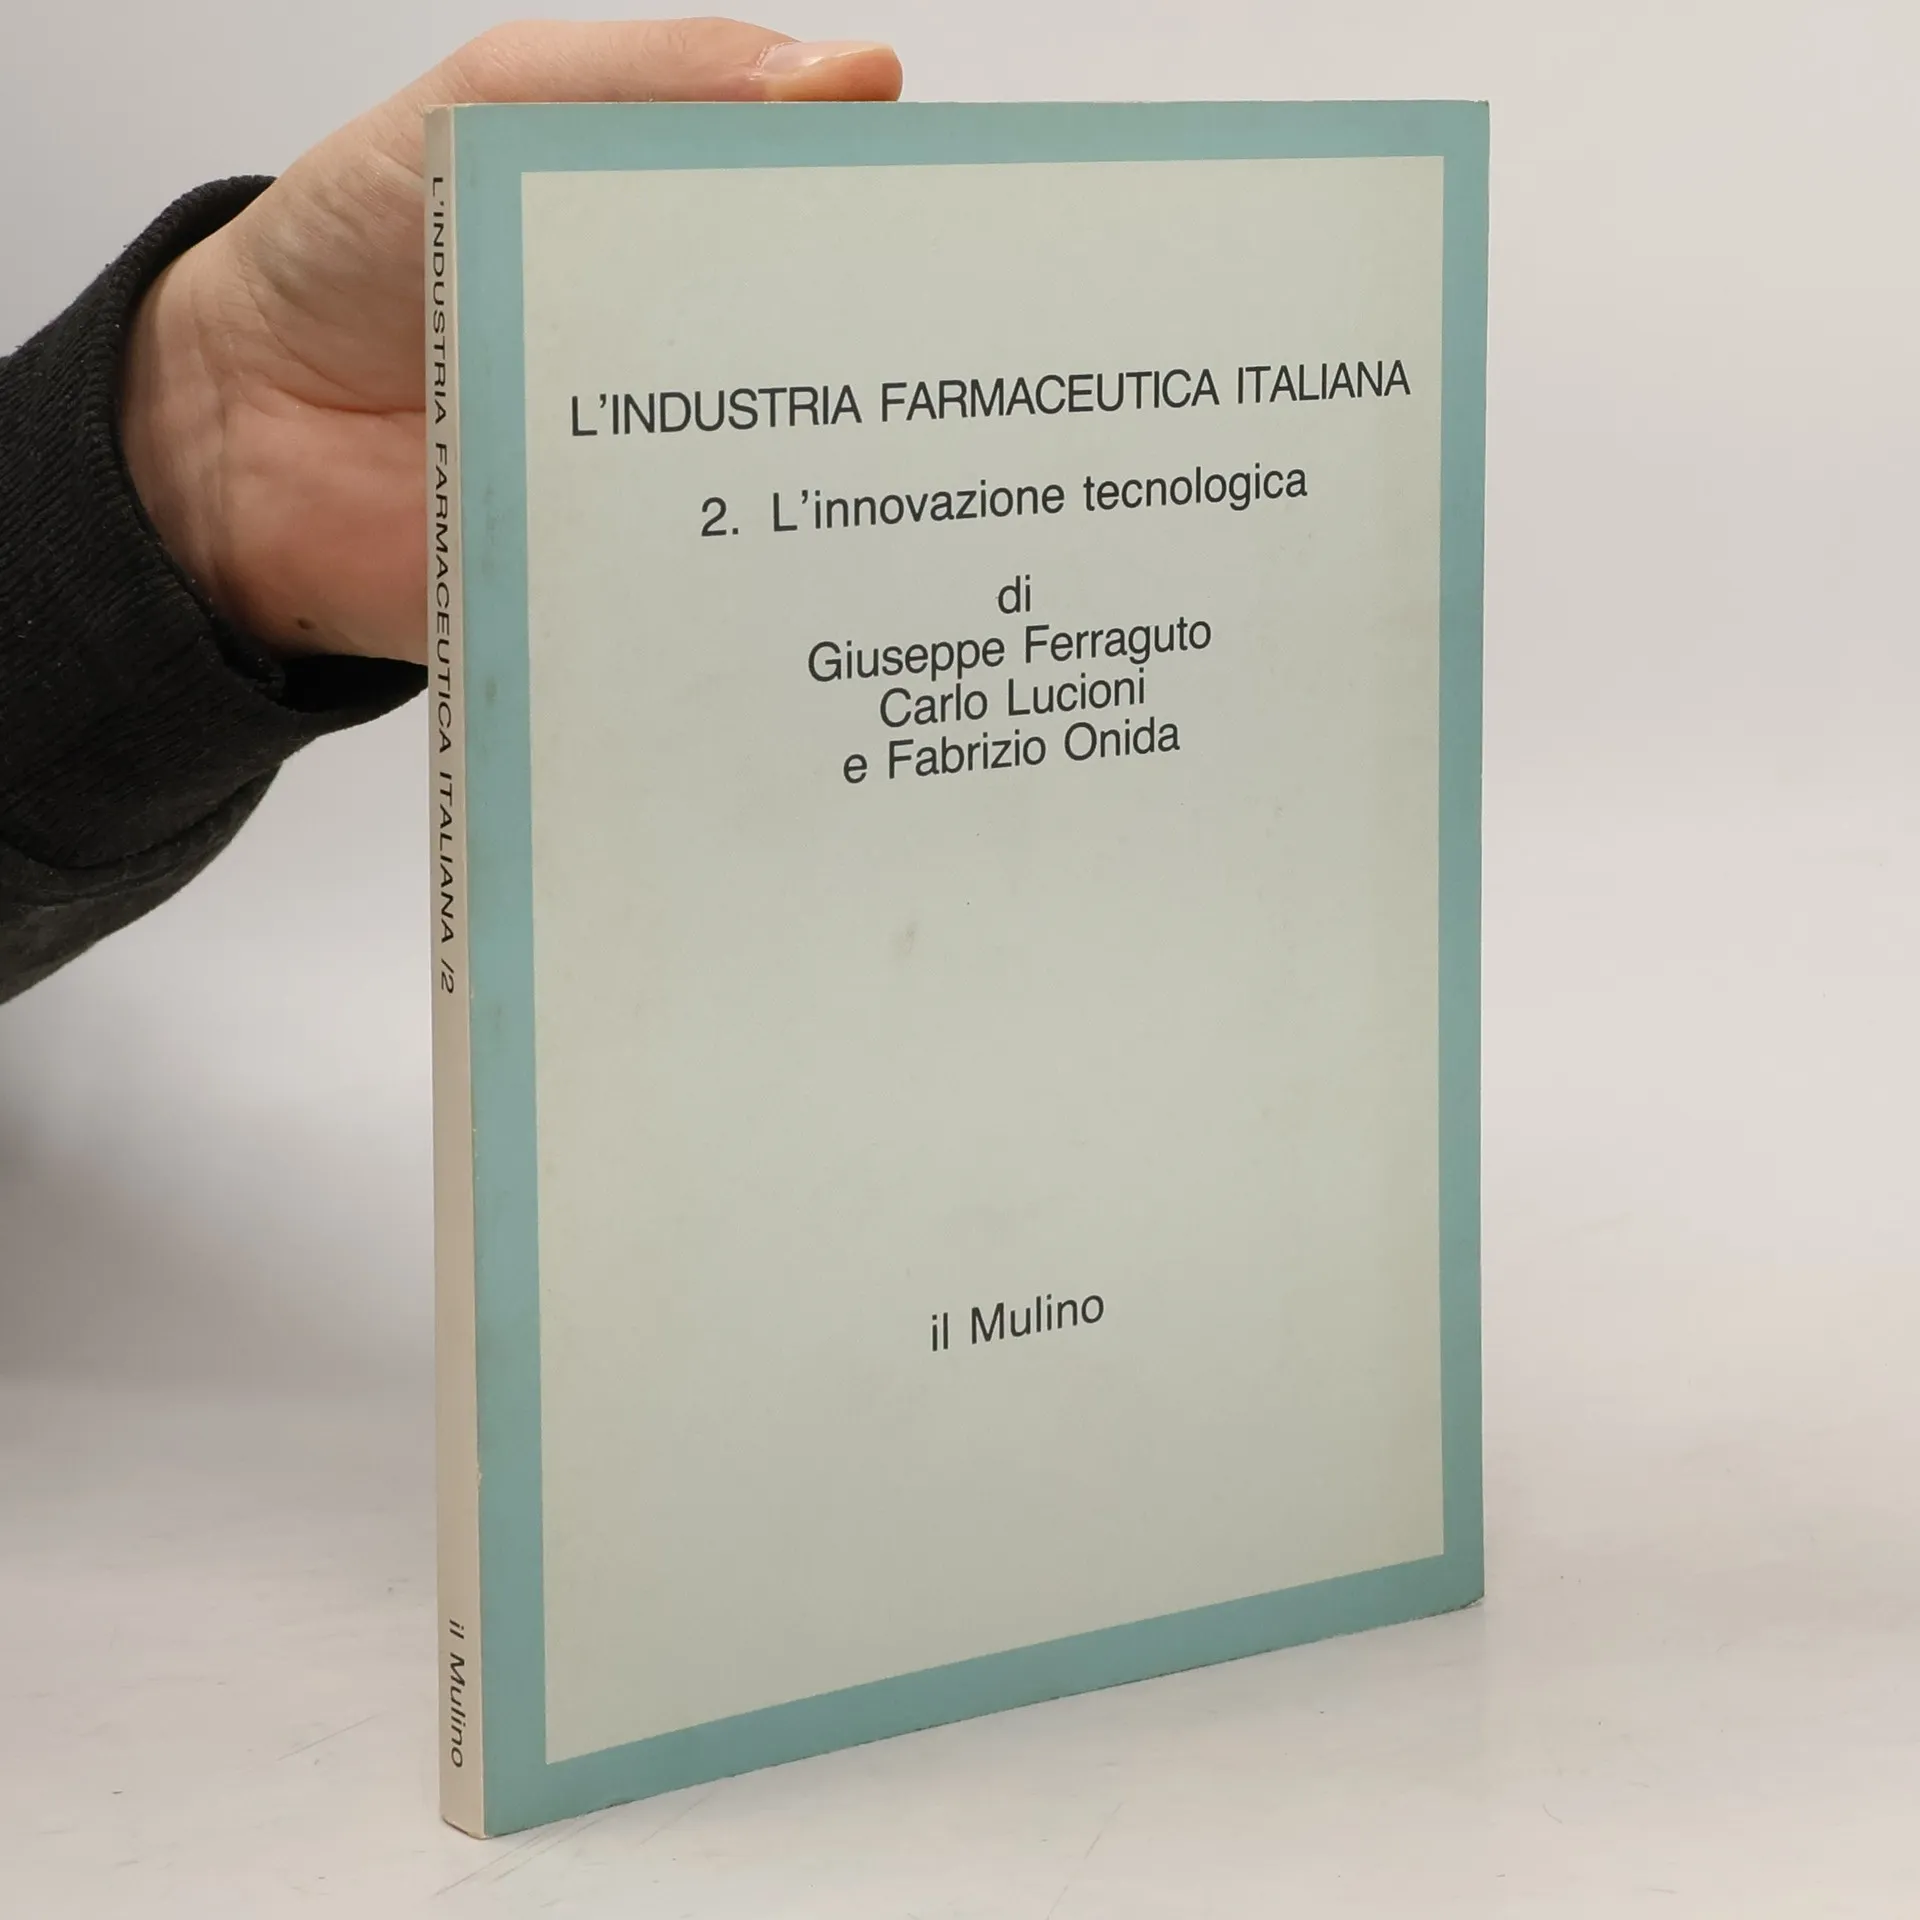 L'INDUSTRIA FARMACEUTICA ITALIANA
2. L'innovazione tecnologica
di
Giuseppe Ferraguto
Carlo Lucioni
e Fabrizio Onida
il Mulino
L'INDUSTRIA FARMACEUTICA ITALIANA /2
il Mulino